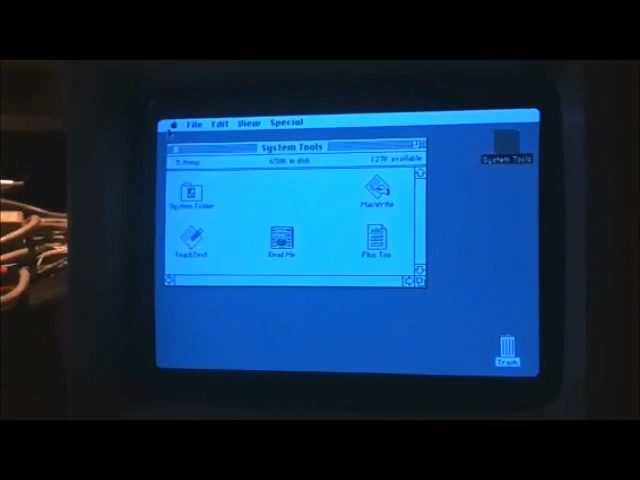 File Edit View Special
System Tools
5 items 650K in disk 127K available
System Tools
System Folder MacWrite
TeachText Read Me Plus Too
Trash